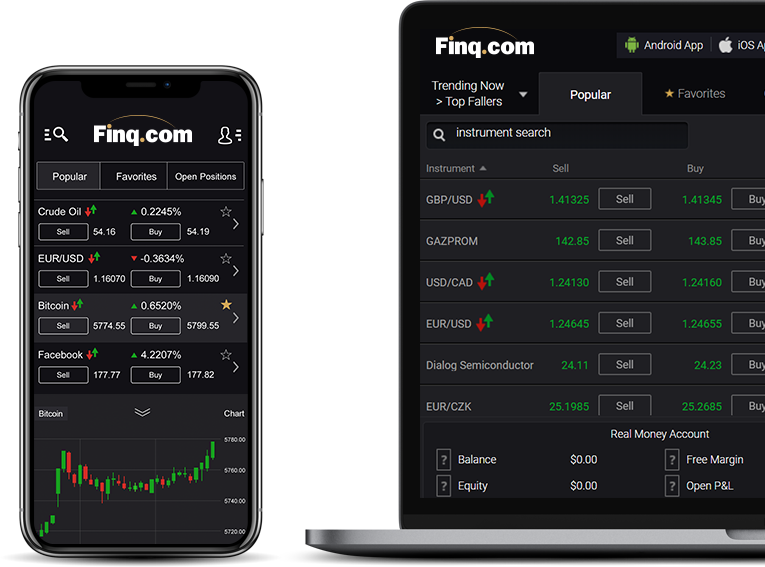 Finq.com
Popular Favorites Open Positions
Crude Oil 0.2245%
Sell 54.16 Buy 54.19
EUR/USD -0.3634%
Sell 1.16070 Buy 1.16090
Bitcoin 0.6520%
Sell 5774.55 Buy 5799.55
Facebook 4.2207%
Sell 177.77 Buy 177.82
Bitcoin Chart
5780.00
5760.00
5740.00
5720.00
Finq.com Android App iOS Ap
Trending Now
> Top Fallers
Popular Favorites
instrument search
Instrument Sell Buy
GBP/USD 1.41325 Sell 1.41345 Buy
GAZPROM 142.85 Sell 143.85 Buy
USD/CAD 1.24130 Sell 1.24160 Buy
EUR/USD 1.24645 Sell 1.24655 Buy
Dialog Semiconductor 24.11 Sell 24.23 Buy
EUR/CZK 25.1985 Sell 25.2685 Buy
Real Money Account
? Balance $0.00 ? Free Margin
? Equity $0.00 ? Open P&L